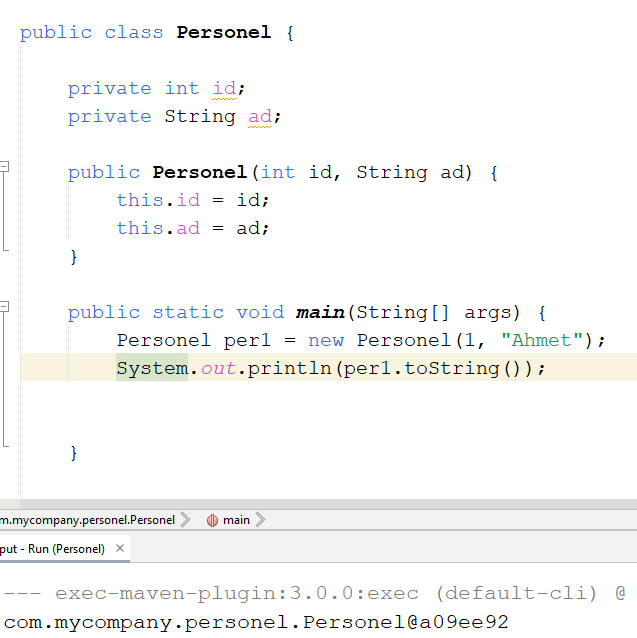 public class Personel {
private int id;
private String ad;
public Personel(int id, String ad) {
this.id = id;
this.ad = ad;
}
public static void main(String[] args) {
Personel per1 = new Personel(1, "Ahmet");
System.out.println(per1.toString());
}
m.mycompany.personel.Personel main
put - Run (Personel) ×
--- exec-maven-plugin:3.0.0:exec (default-cli) @
com.mycompany.personel.Personel@a09ee92